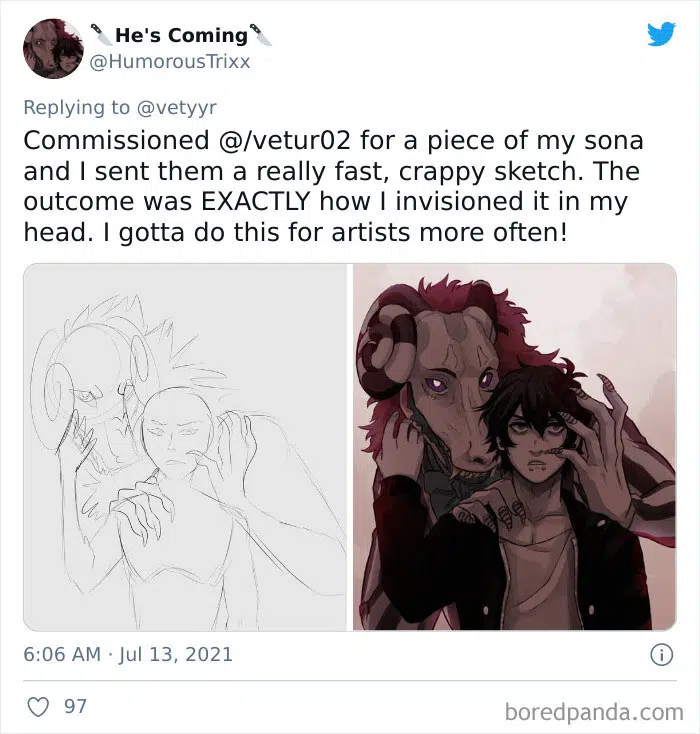 🔪He's Coming🔪
@HumorousTrixx
Replying to @vetyyr
Commissioned @/vetur02 for a piece of my sona
and I sent them a really fast, crappy sketch. The
outcome was EXACTLY how I invisioned it in my
head. I gotta do this for artists more often!
6:06 AM · Jul 13, 2021
97
boredpanda.com